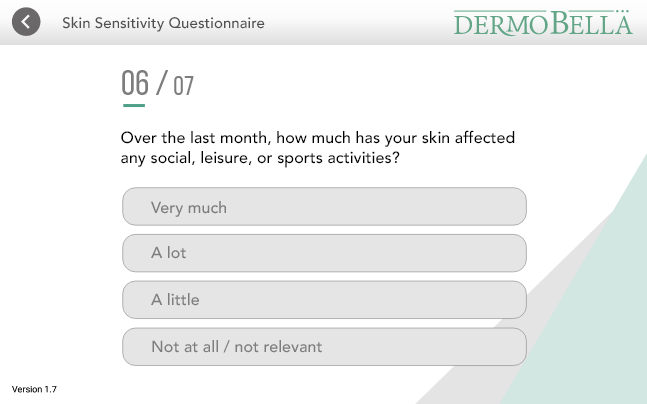 Skin Sensitivity Questionnaire
DERMOBELLA
06 / 07
Over the last month, how much has your skin affected
any social, leisure, or sports activities?
Very much
A lot
A little
Not at all / not relevant
Version 1.7